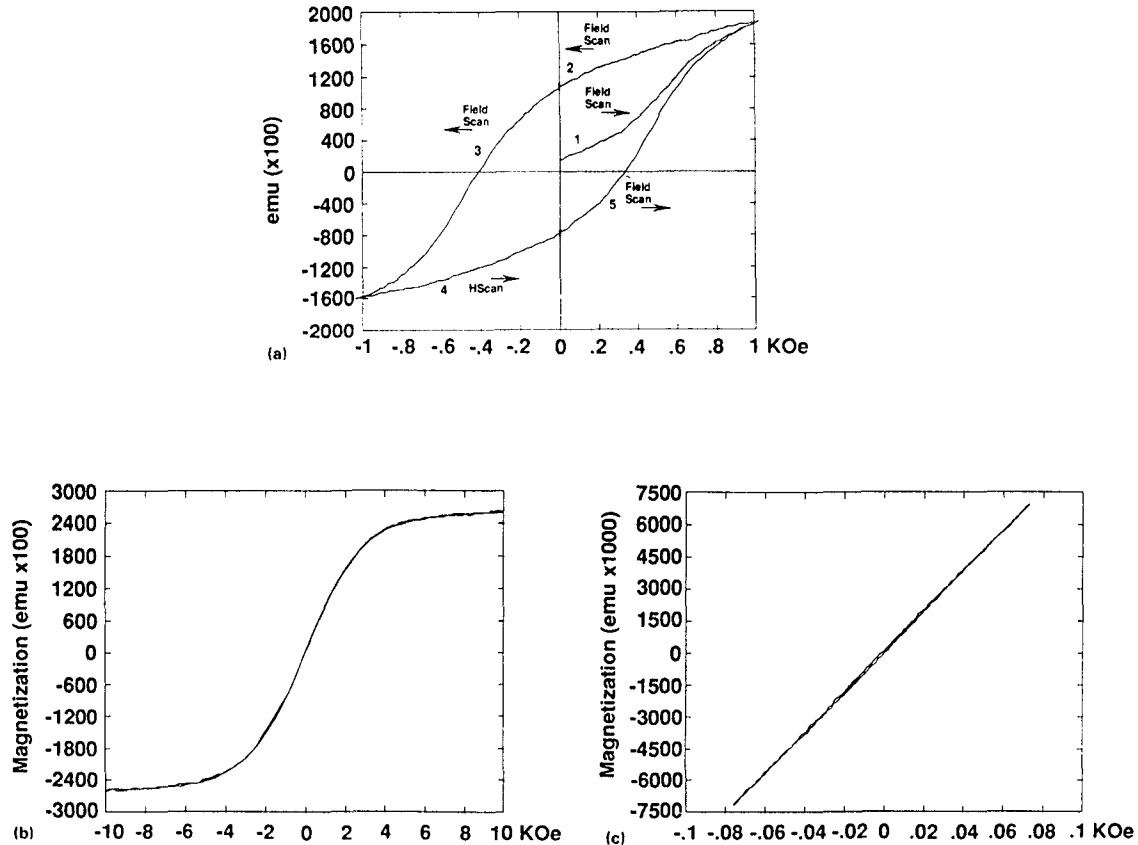 emu (x100)
2000
1600
1200
800
400
0
-400
-800
-1200
-1600
-2000
Field
Scan
2
Field
Scan
3
Field
Scan
1
Field
Scan
5
4
HScan
-1 -.8 -.6 -.4 -.2 0 .2 .4 .6 .8 1 KOe
(a)
Magnetization (emu x100)
3000
2400
1800
1200
600
0
-600
-1200
-1800
-2400
-3000
-10 -8 -6 -4 -2 0 2 4 6 8 10 KOe
(b)
Magnetization (emu x1000)
7500
6000
4500
3000
1500
0
-1500
-3000
-4500
-6000
-7500
-.1 -.08 -.06 -.04 -.02 0 .02 .04 .06 .08 .1 KOe
(c)